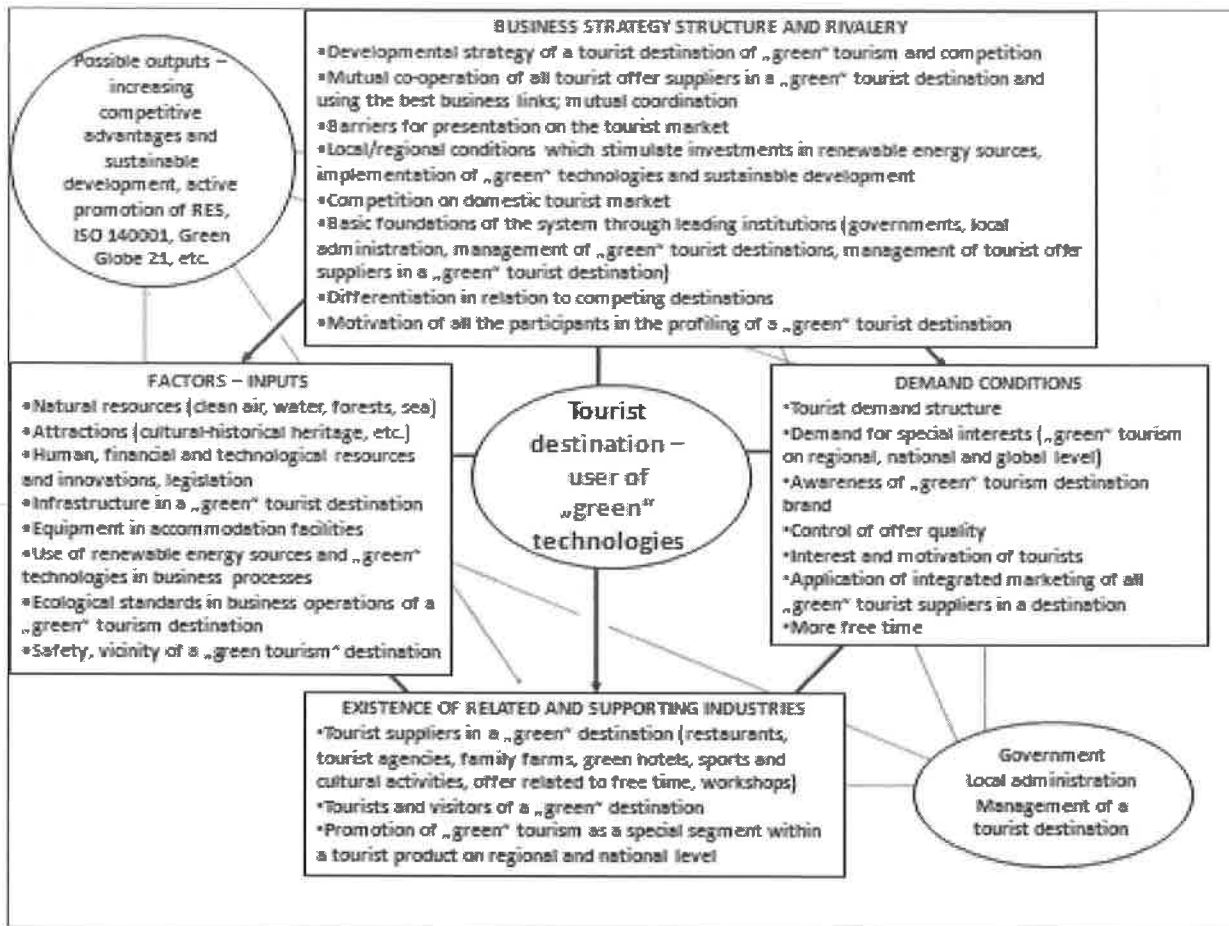 Possible outputs –
increasing
competitive
advantages and
sustainable
development, active
promotion of RES,
ISO 140001, Green
Globe 21, etc.
BUSINESS STRATEGY STRUCTURE AND RIVALERY
•Developmental strategy of a tourist destination of „green“ tourism and competition
•Mutual co-operation of all tourist offer suppliers in a „green“ tourist destination and
using the best business links; mutual coordination
•Barriers for presentation on the tourist market
•Local/regional conditions which stimulate investments in renewable energy sources,
implementation of „green“ technologies and sustainable development
•Competition on domestic tourist market
•Basic foundations of the system through leading institutions (governments, local
administration, management of „green“ tourist destinations, management of tourist offer
suppliers in a „green“ tourist destination)
•Differentiation in relation to competing destinations
•Motivation of all the participants in the profiling of a „green“ tourist destination
FACTORS – INPUTS
•Natural resources (clean air, water, forests, sea)
•Attractions (cultural-historical heritage, etc.)
•Human, financial and technological resources
and innovations, legislation
•Infrastructure in a „green“ tourist destination
•Equipment in accommodation facilities
•Use of renewable energy sources and „green“
technologies in business processes
•Ecological standards in business operations of a
„green“ tourism destination
•Safety, vicinity of a „green tourism“ destination
Tourist
destination –
user of
„green“
technologies
DEMAND CONDITIONS
•Tourist demand structure
•Demand for special interests („green“ tourism
on regional, national and global level)
•Awareness of „green“ tourism destination
brand
•Control of offer quality
•Interest and motivation of tourists
•Application of integrated marketing of all
„green“ tourist suppliers in a destination
•More free time
EXISTENCE OF RELATED AND SUPPORTING INDUSTRIES
•Tourist suppliers in a „green“ destination (restaurants,
tourist agencies, family farms, green hotels, sports and
cultural activities, offer related to free time, workshops)
•Tourists and visitors of a „green“ destination
•Promotion of „green“ tourism as a special segment within
a tourist product on regional and national level
Government
Local administration
Management of a
tourist destination